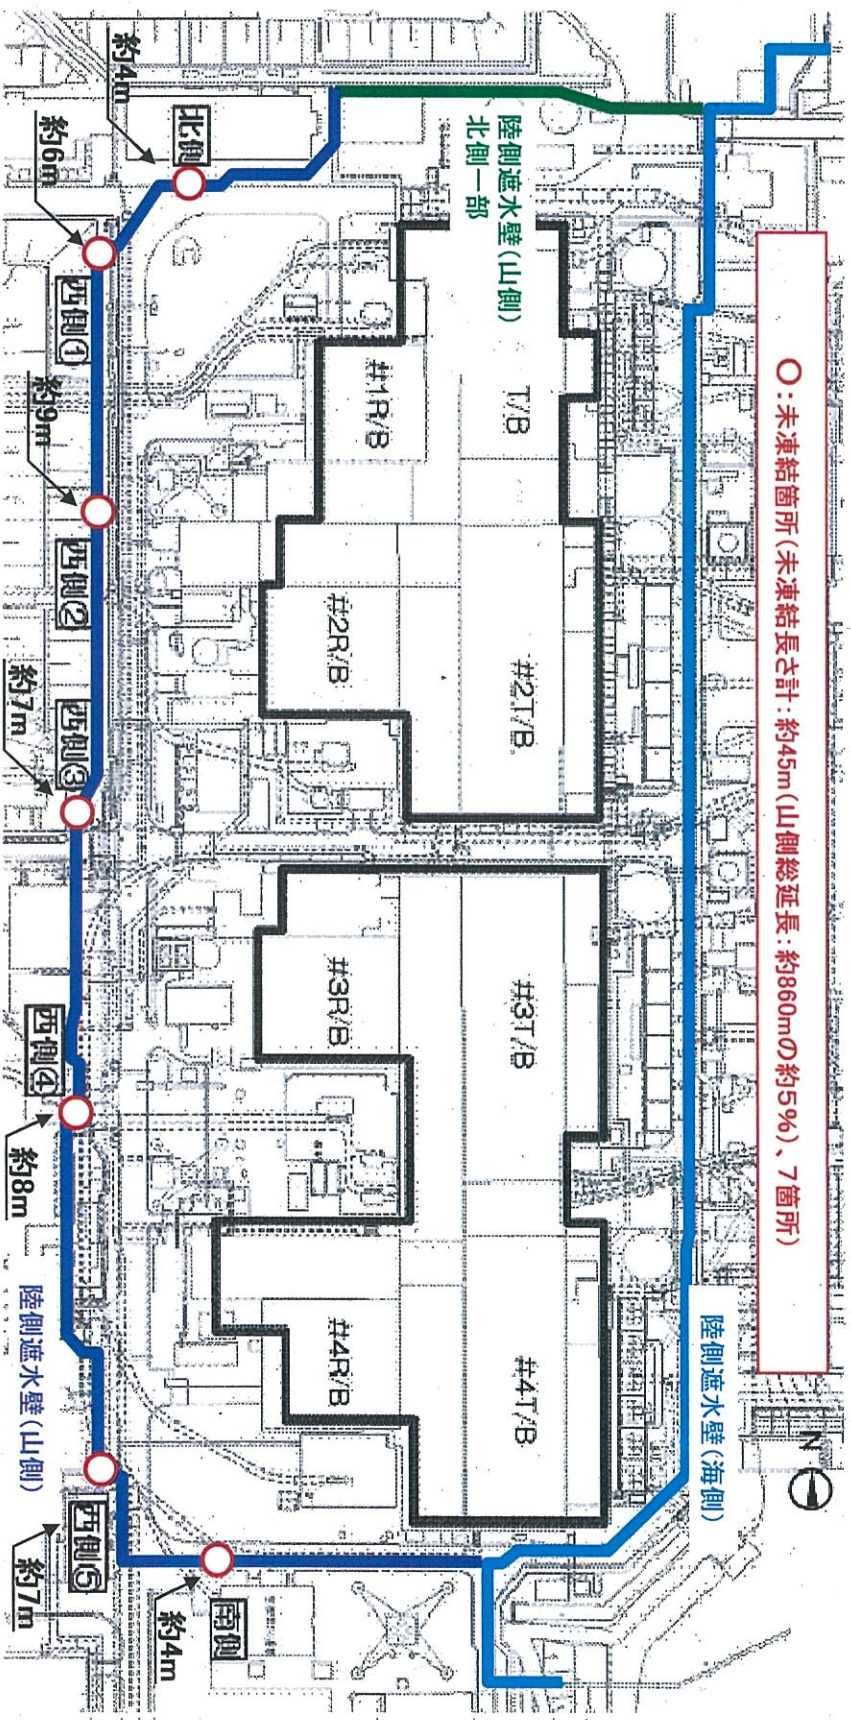 ○:未凍結箇所(未凍結長さ計:約45m(山側総延長:約860mの約5%)、7箇所)
N
陸側遮水壁(海側)
陸側遮水壁(山側)
北側一部
T/B
#2T/B
#3T/B
#4T/B
#1R/B
#2R/B
#3R/B
#4R/B
約4m
北側
約6m
西側①
約9m
西側②
約7m
西側③
西側④
約8m
西側⑤
約7m
南側
約4m
陸側遮水壁(山側)